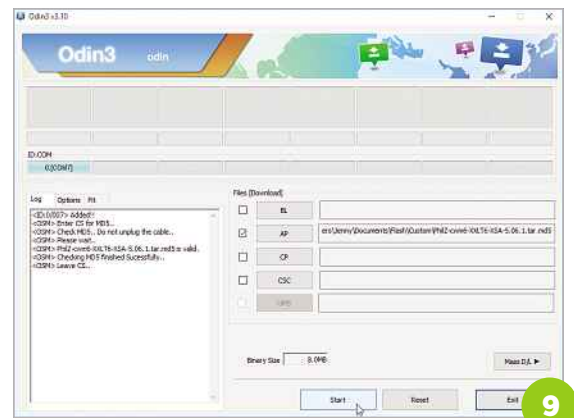 Odin3 v3.10
Odin3 odin
ID:COM
0:[COM7]
Log Options Pit
Files [Download]
<ID:0/007> Added!!
<OSM> Enter CS for MD5..
<OSM> Check MD5.. Do not unplug the cable..
<OSM> Please wait..
<OSM> PhilZ-cwm6-XXLT6-XSA-5.06.1.tar.md5 is valid.
<OSM> Checking MD5 finished Sucessfully..
<OSM> Leave CS..
BL
AP ers\Jenny\Documents\Flash\Custom\PhilZ-cwm6-XXLT6-XSA-5.06.1.tar.md5
CP
CSC
UMS
Binary Size 8.0MB
Mass D/L ►
Start Reset Exit
9